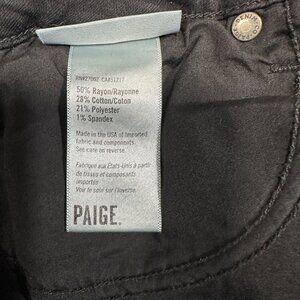 50% Rayon/Rayonne
28% Cotton/Coton
21% Polyester
1% Spandex
Made in the USA of Imported
fabric and components.
See care on back.
Fabriqué aux États-Unis à partir
de tissus et composants
importés.
Voir le soin sur l'inverse.
PAIGE.